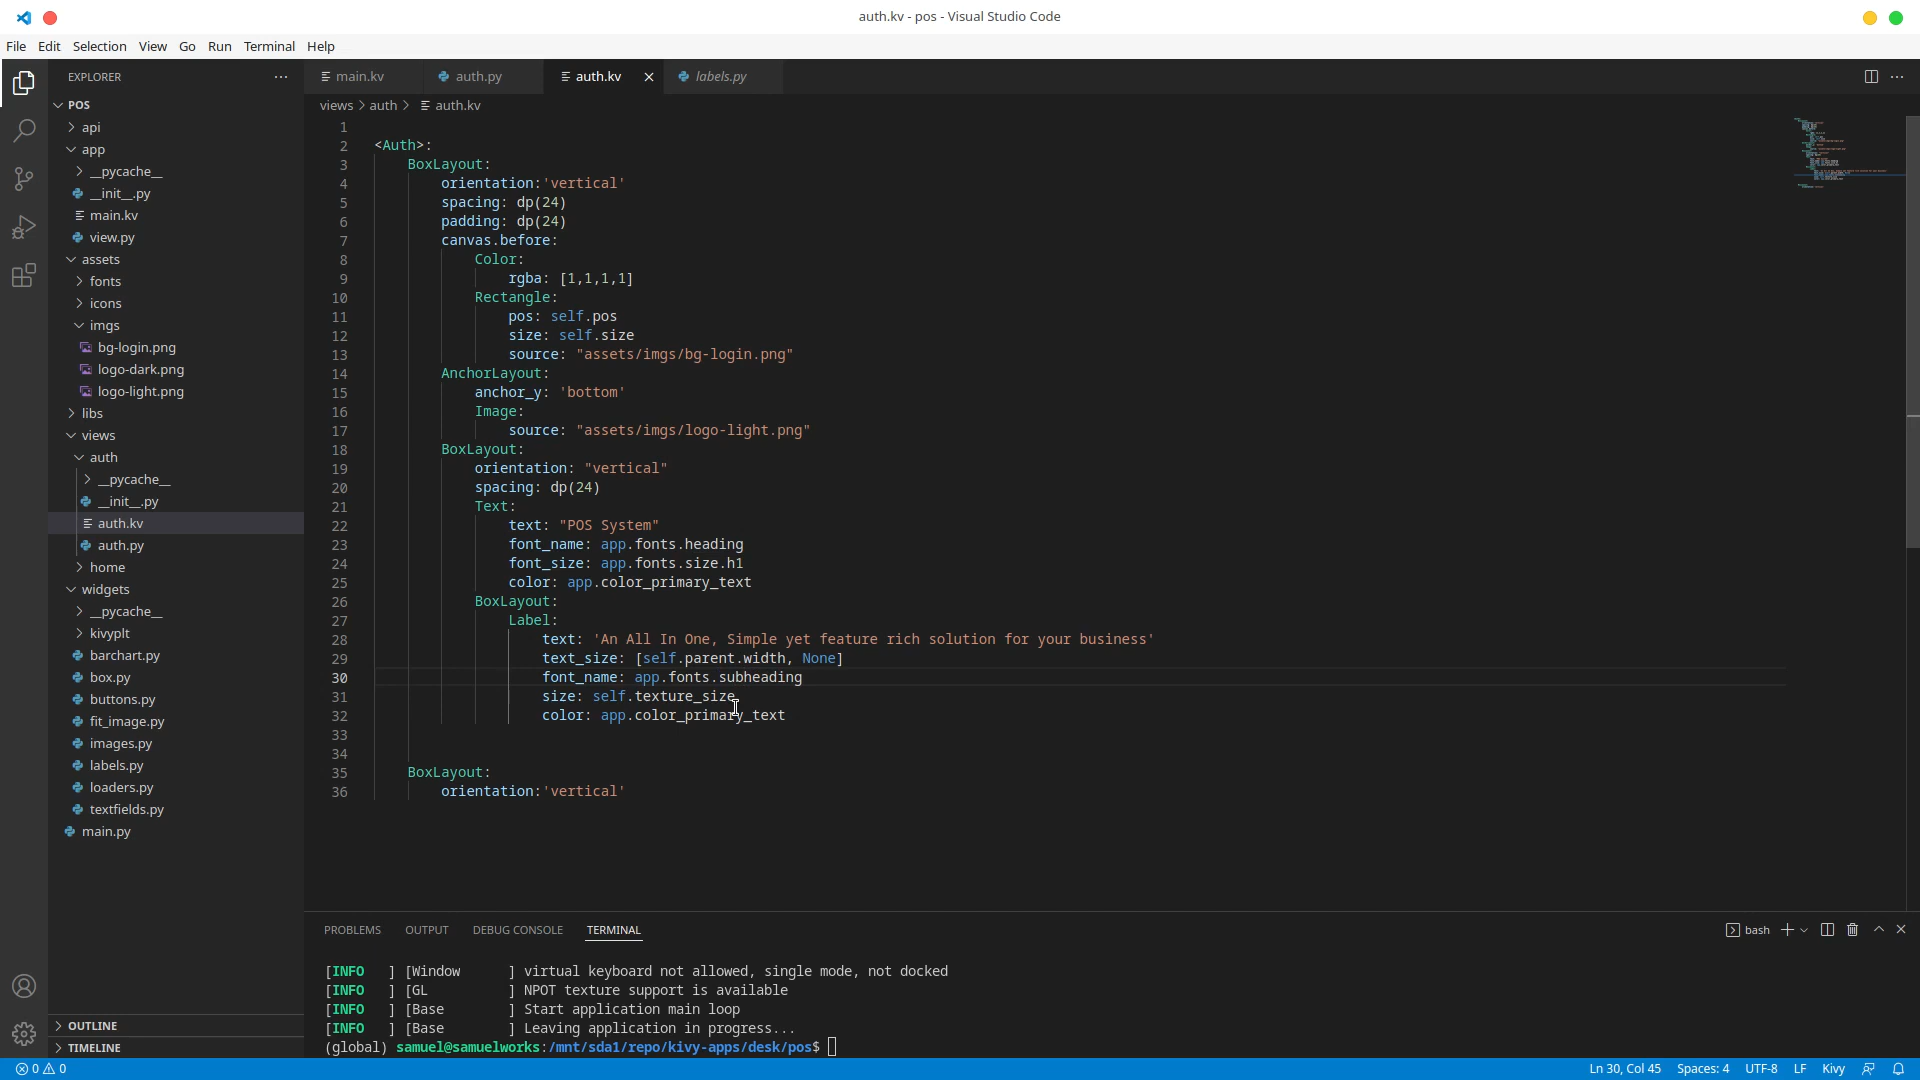 auth.kv - pos - Visual Studio Code
File Edit Selection View Go Run Terminal Help
EXPLORER
POS
api
app
__pycache__
__init__.py
main.kv
view.py
assets
fonts
icons
imgs
bg-login.png
logo-dark.png
logo-light.png
libs
views
auth
__pycache__
__init__.py
auth.kv
auth.py
home
widgets
__pycache__
kivyplt
barchart.py
box.py
buttons.py
fit_image.py
images.py
labels.py
loaders.py
textfields.py
main.py
OUTLINE
TIMELINE
main.kv auth.py auth.kv labels.py
views > auth > auth.kv
1
2 <Auth>:
3 BoxLayout:
4 orientation:'vertical'
5 spacing: dp(24)
6 padding: dp(24)
7 canvas.before:
8 Color:
9 rgba: [1,1,1,1]
10 Rectangle:
11 pos: self.pos
12 size: self.size
13 source: "assets/imgs/bg-login.png"
14 AnchorLayout:
15 anchor_y: 'bottom'
16 Image:
17 source: "assets/imgs/logo-light.png"
18 BoxLayout:
19 orientation: "vertical"
20 spacing: dp(24)
21 Text:
22 text: "POS System"
23 font_name: app.fonts.heading
24 font_size: app.fonts.size.h1
25 color: app.color_primary_text
26 BoxLayout:
27 Label:
28 text: 'An All In One, Simple yet feature rich solution for your business'
29 text_size: [self.parent.width, None]
30 font_name: app.fonts.subheading
31 size: self.texture_size
32 color: app.color_primary_text
33
34
35 BoxLayout:
36 orientation:'vertical'
PROBLEMS OUTPUT DEBUG CONSOLE TERMINAL
bash
[INFO ] [Window ] virtual keyboard not allowed, single mode, not docked
[INFO ] [GL ] NPOT texture support is available
[INFO ] [Base ] Start application main loop
[INFO ] [Base ] Leaving application in progress...
(global) samuel@samuelworks:/mnt/sda1/repo/kivy-apps/desk/pos$
0 0 Ln 30, Col 45 Spaces: 4 UTF-8 LF Kivy